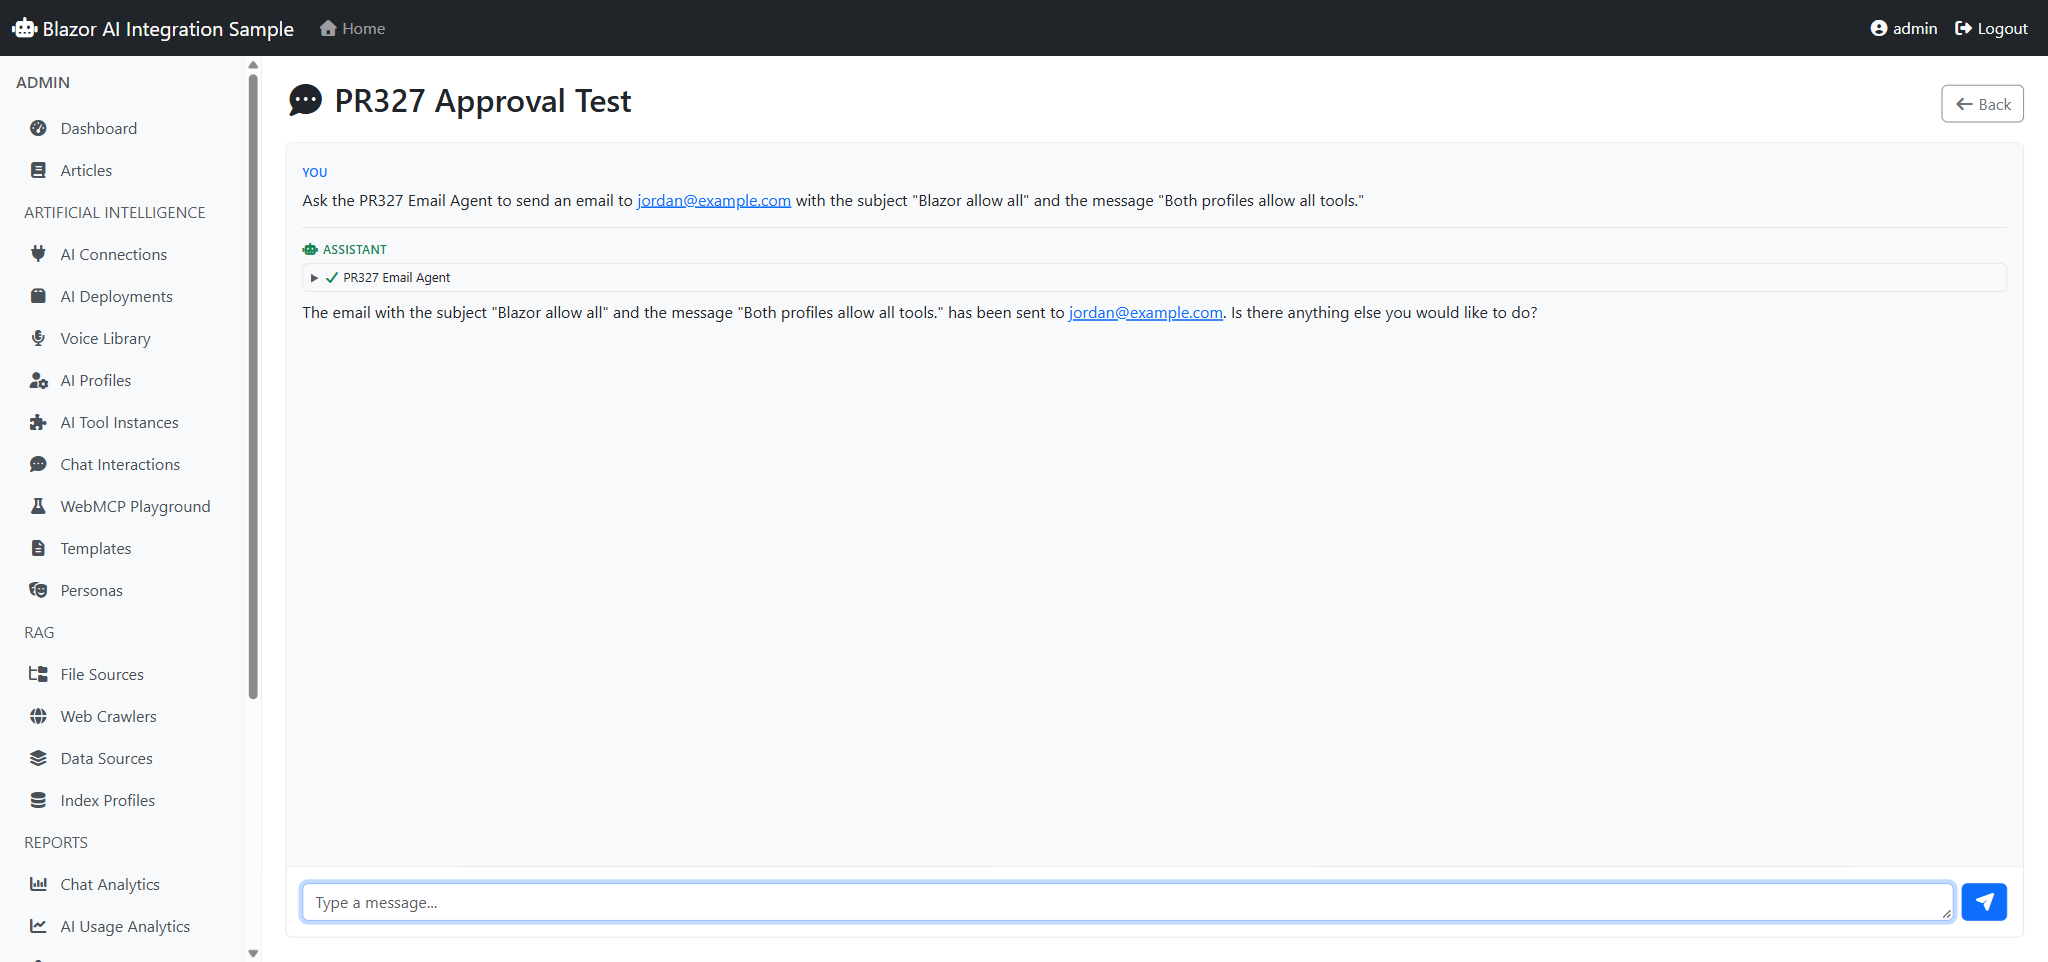 Blazor AI Integration Sample
Home
admin
Logout
ADMIN
Dashboard
Articles
ARTIFICIAL INTELLIGENCE
AI Connections
AI Deployments
Voice Library
AI Profiles
AI Tool Instances
Chat Interactions
WebMCP Playground
Templates
Personas
RAG
File Sources
Web Crawlers
Data Sources
Index Profiles
REPORTS
Chat Analytics
AI Usage Analytics
PR327 Approval Test
Back
YOU
Ask the PR327 Email Agent to send an email to jordan@example.com with the subject "Blazor allow all" and the message "Both profiles allow all tools."
ASSISTANT
PR327 Email Agent
The email with the subject "Blazor allow all" and the message "Both profiles allow all tools." has been sent to jordan@example.com. Is there anything else you would like to do?
Type a message...